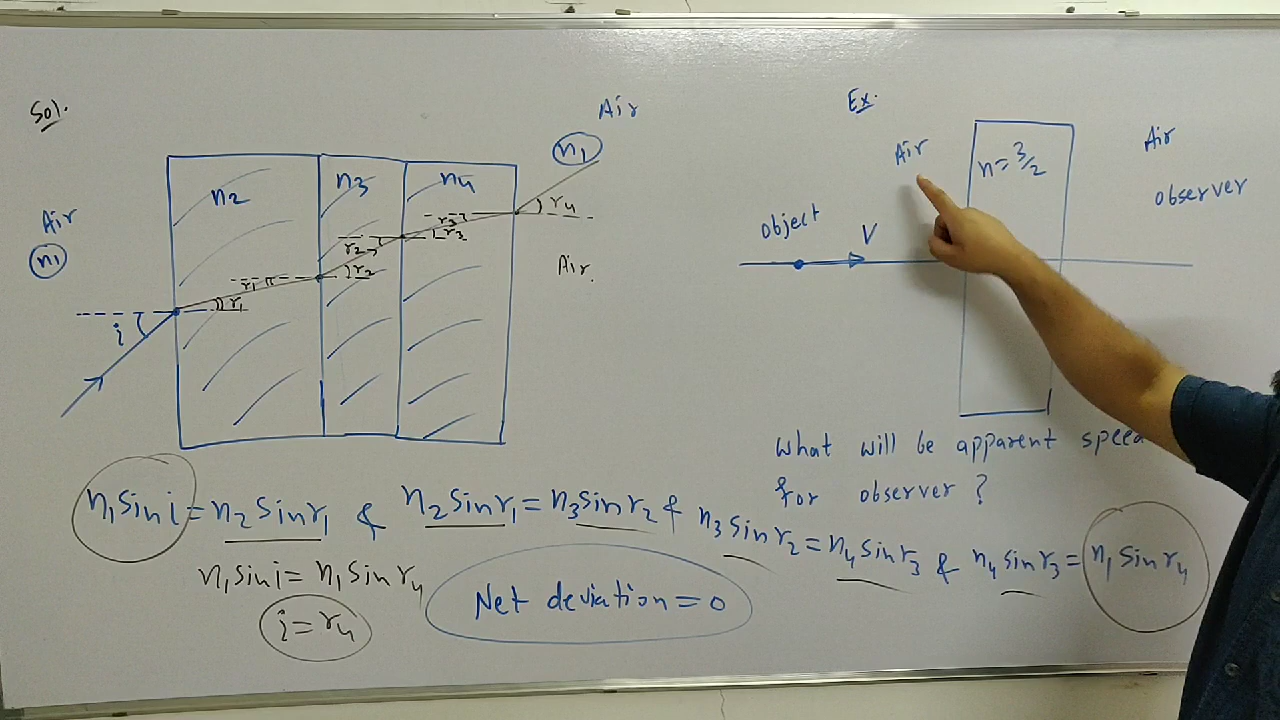 Sol.
Air
n1
Air
n1
n2
n3
n4
i
r1
r1
r2
r2
r3
r3
r4
Air.
n1 sin i = n2 sin r1 & n2 sin r1 = n3 sin r2 & n3 sin r2 = n4 sin r3 & n4 sin r3 = n1 sin r4
n1 sin i = n1 sin r4
i = r4
Net deviation = 0
Ex.
Air
n = 3/2
Air
observer
object
V
What will be apparent speed
for observer ?